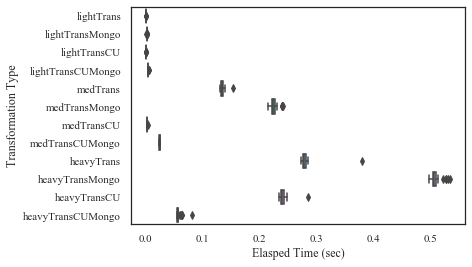 lightTrans
lightTransMongo
lightTransCU
lightTransCUMongo
medTrans
medTransMongo
medTransCU
medTransCUMongo
heavyTrans
heavyTransMongo
heavyTransCU
heavyTransCUMongo
Transformation Type
0.0 0.1 0.2 0.3 0.4 0.5
Elasped Time (sec)